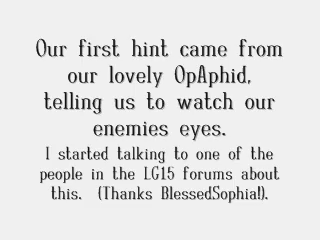 Our first hint came from
our lovely OpAphid,
telling us to watch our
enemies eyes.
I started talking to one of the
people in the LG15 forums about
this. (Thanks BlessedSophia!).